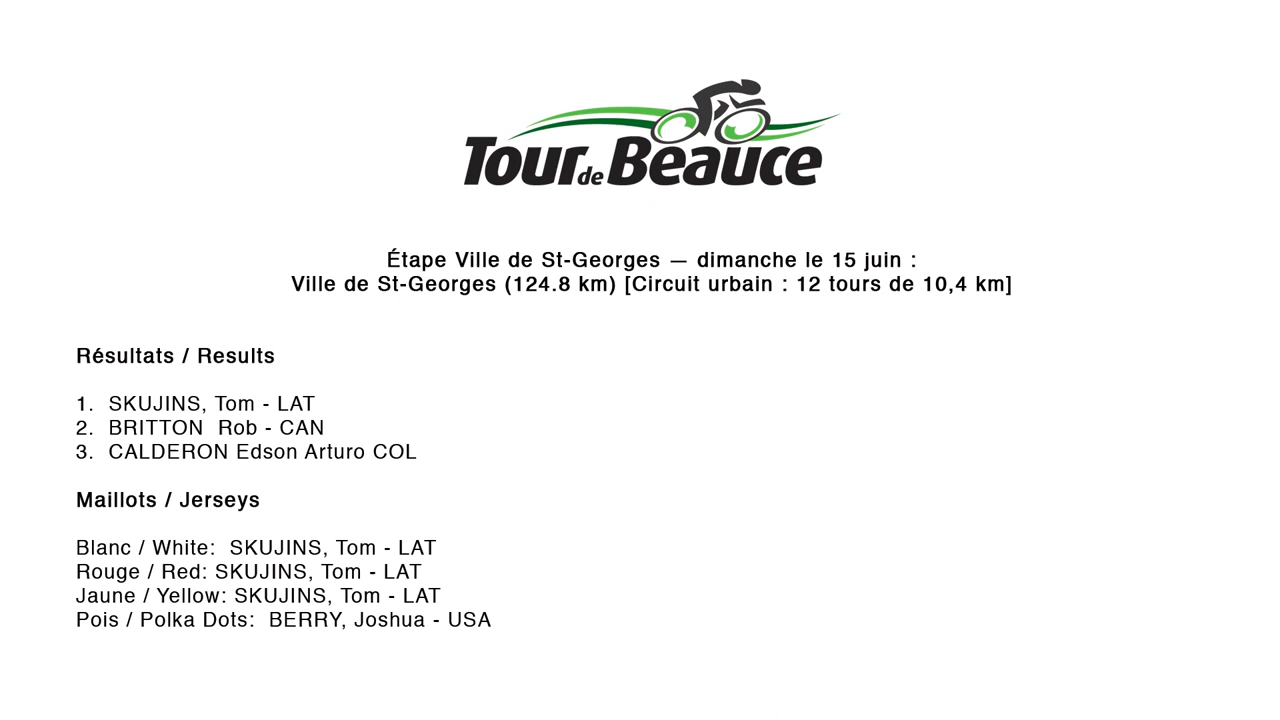 Tour de Beauce
Étape Ville de St-Georges — dimanche le 15 juin :
Ville de St-Georges (124.8 km) [Circuit urbain : 12 tours de 10,4 km]
Résultats / Results
1.  SKUJINS, Tom - LAT
2.  BRITTON  Rob - CAN
3.  CALDERON Edson Arturo COL
Maillots / Jerseys
Blanc / White:  SKUJINS, Tom - LAT
Rouge / Red: SKUJINS, Tom - LAT
Jaune / Yellow: SKUJINS, Tom - LAT
Pois / Polka Dots:  BERRY, Joshua - USA